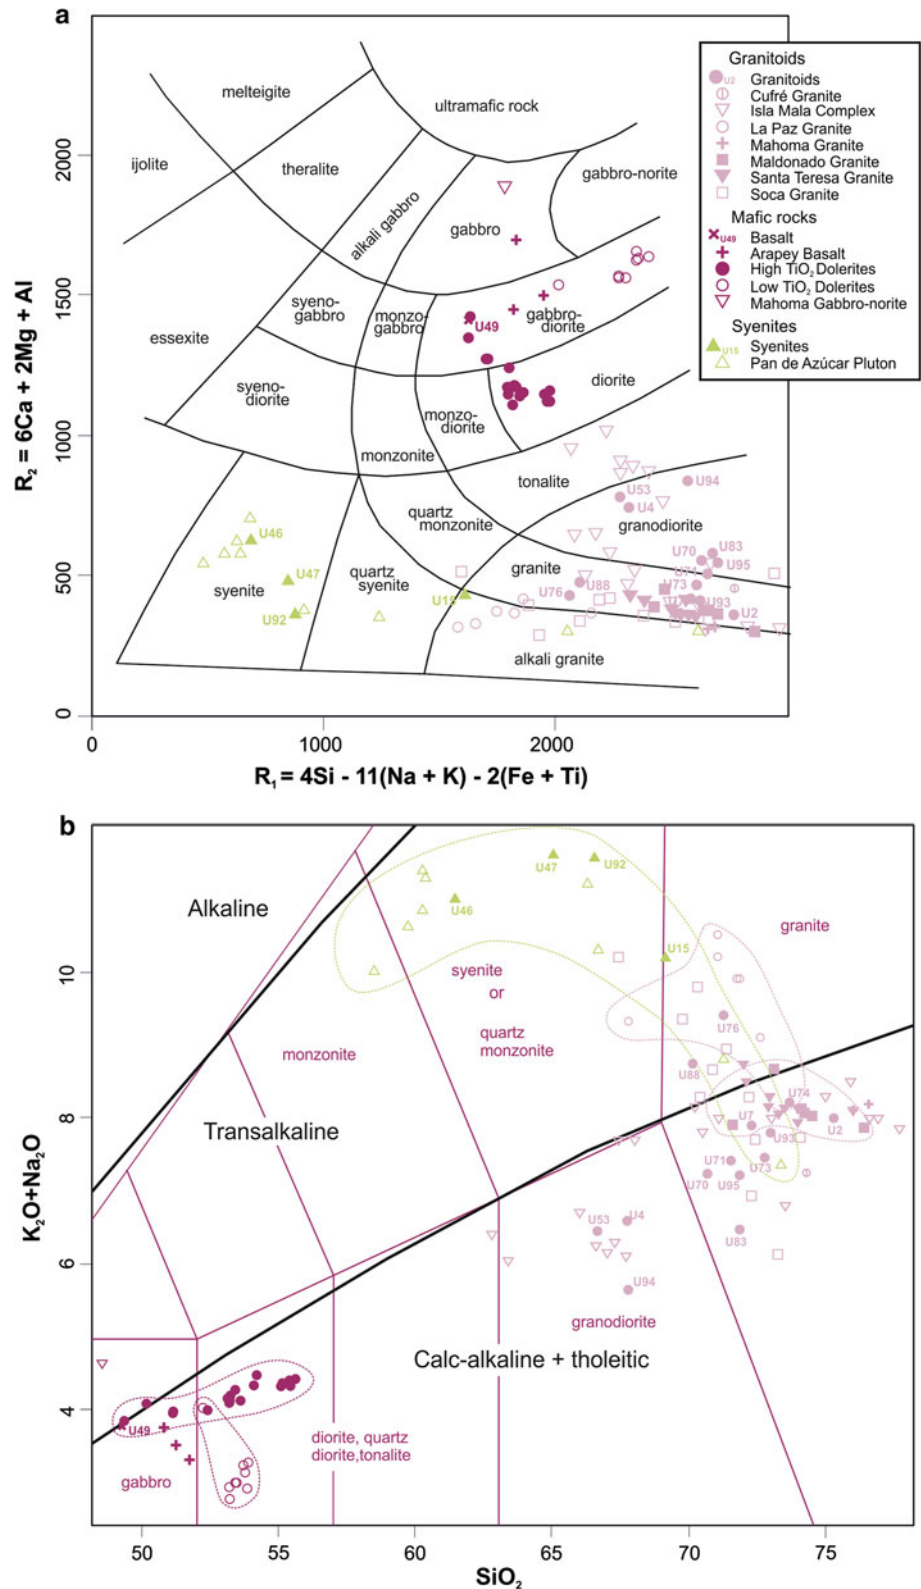 a
melteigite
ultramafic rock
ijolite
theralite
gabbro-norite
alkali gabbro
gabbro
syeno-
gabbro
monzo-
gabbro
U49
gabbro-
diorite
essexite
syeno-
diorite
monzo-
diorite
diorite
monzonite
tonalite
U94
U53
U4
quartz
monzonite
granodiorite
U46
U70
U83
U71
U95
granite
quartz
syenite
U47
syenite
U18
U76
U88
U73
U93
U2
U92
alkali granite
Granitoids
U2 Granitoids
Cufré Granite
Isla Mala Complex
La Paz Granite
Mahoma Granite
Maldonado Granite
Santa Teresa Granite
Soca Granite
Mafic rocks
U49 Basalt
Arapey Basalt
High TiO₂ Dolerites
Low TiO₂ Dolerites
Mahoma Gabbro-norite
Syenites
U15 Syenites
Pan de Azúcar Pluton
R₂ = 6Ca + 2Mg + Al
2000
1500
1000
500
0
0 1000 2000
R₁ = 4Si - 11(Na + K) - 2(Fe + Ti)
b
Alkaline
U47
U92
U46
U15
granite
syenite
or
quartz
monzonite
monzonite
U76
U88
Transalkaline
U74
U7
U2
U93
U71
U73
U70
U95
U53
U4
U83
U94
granodiorite
Calc-alkaline + tholeitic
U49
diorite, quartz
diorite,tonalite
gabbro
K₂O+Na₂O
10
8
6
4
50 55 60 65 70 75
SiO₂